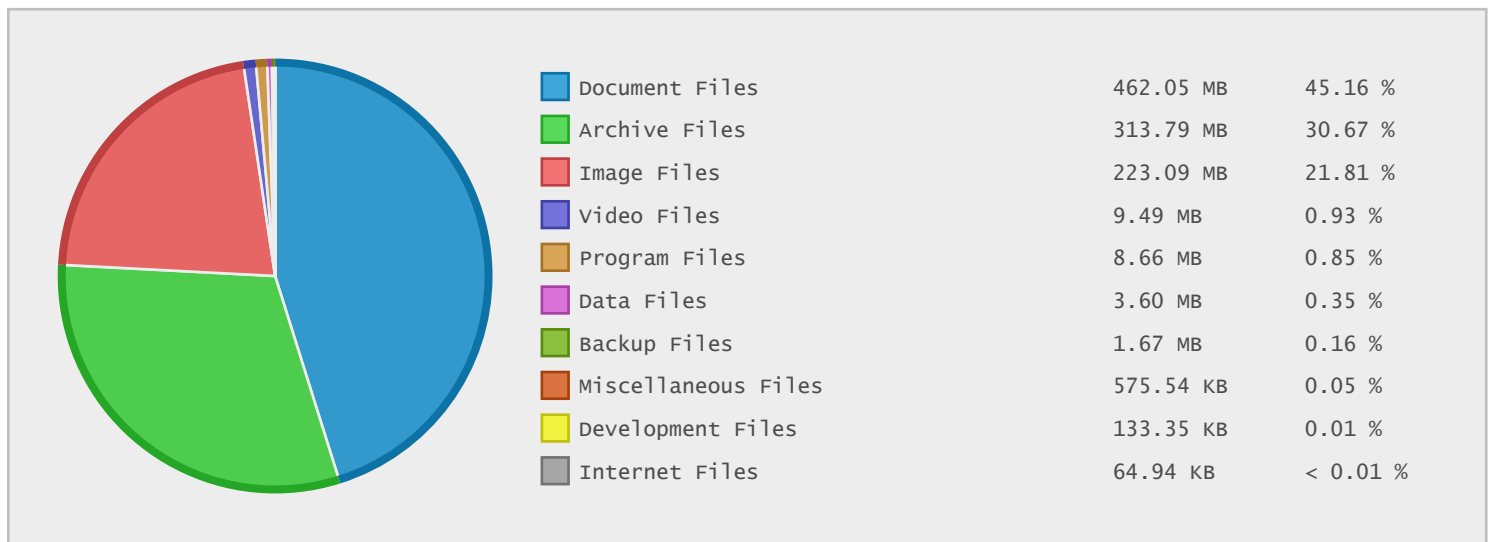 Document Files 462.05 MB 45.16 %
Archive Files 313.79 MB 30.67 %
Image Files 223.09 MB 21.81 %
Video Files 9.49 MB 0.93 %
Program Files 8.66 MB 0.85 %
Data Files 3.60 MB 0.35 %
Backup Files 1.67 MB 0.16 %
Miscellaneous Files 575.54 KB 0.05 %
Development Files 133.35 KB 0.01 %
Internet Files 64.94 KB < 0.01 %